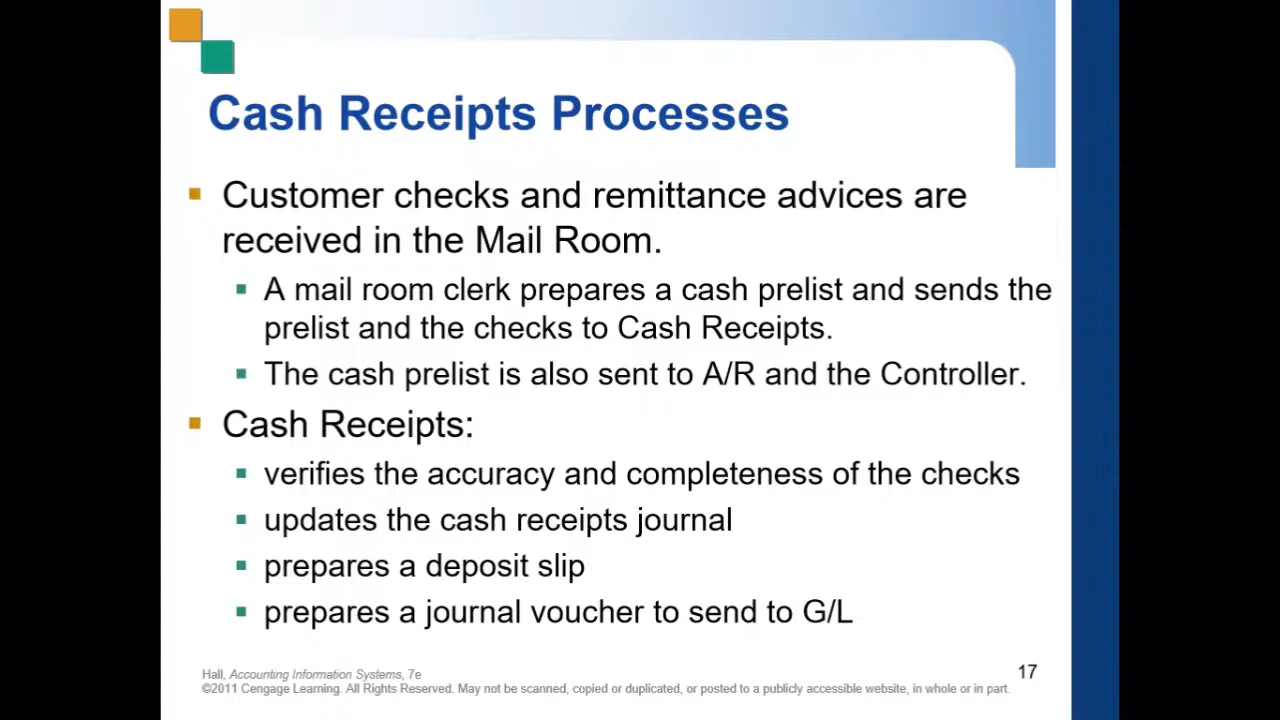 Cash Receipts Processes
Customer checks and remittance advices are
received in the Mail Room.
A mail room clerk prepares a cash prelist and sends the
prelist and the checks to Cash Receipts.
The cash prelist is also sent to A/R and the Controller.
Cash Receipts:
verifies the accuracy and completeness of the checks
updates the cash receipts journal
prepares a deposit slip
prepares a journal voucher to send to G/L
Hall, Accounting Information Systems, 7e
©2011 Cengage Learning. All Rights Reserved. May not be scanned, copied or duplicated, or posted to a publicly accessible website, in whole or in part.
17